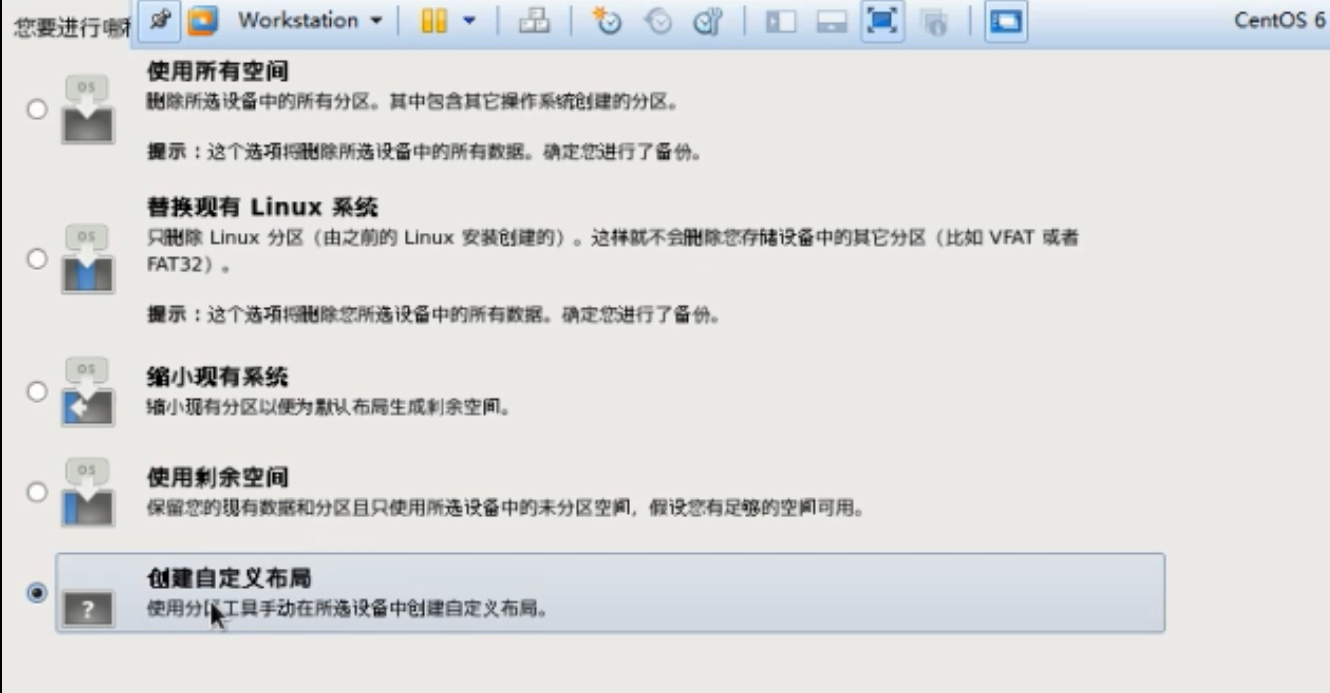 您要进行哪
Workstation
CentOS 6
OS
使用所有空间
删除所选设备中的所有分区。其中包含其它操作系统创建的分区。
提示：这个选项将删除所选设备中的所有数据。确定您进行了备份。
OS
替换现有 Linux 系统
只删除 Linux 分区（由之前的 Linux 安装创建的）。这样就不会删除您存储设备中的其它分区（比如 VFAT 或者
FAT32）。
提示：这个选项将删除您所选设备中的所有数据。确定您进行了备份。
OS
缩小现有系统
缩小现有分区以便为默认布局生成剩余空间。
OS
使用剩余空间
保留您的现有数据和分区且只使用所选设备中的未分区空间，假设您有足够的空间可用。
创建自定义布局
?
使用分区工具手动在所选设备中创建自定义布局。